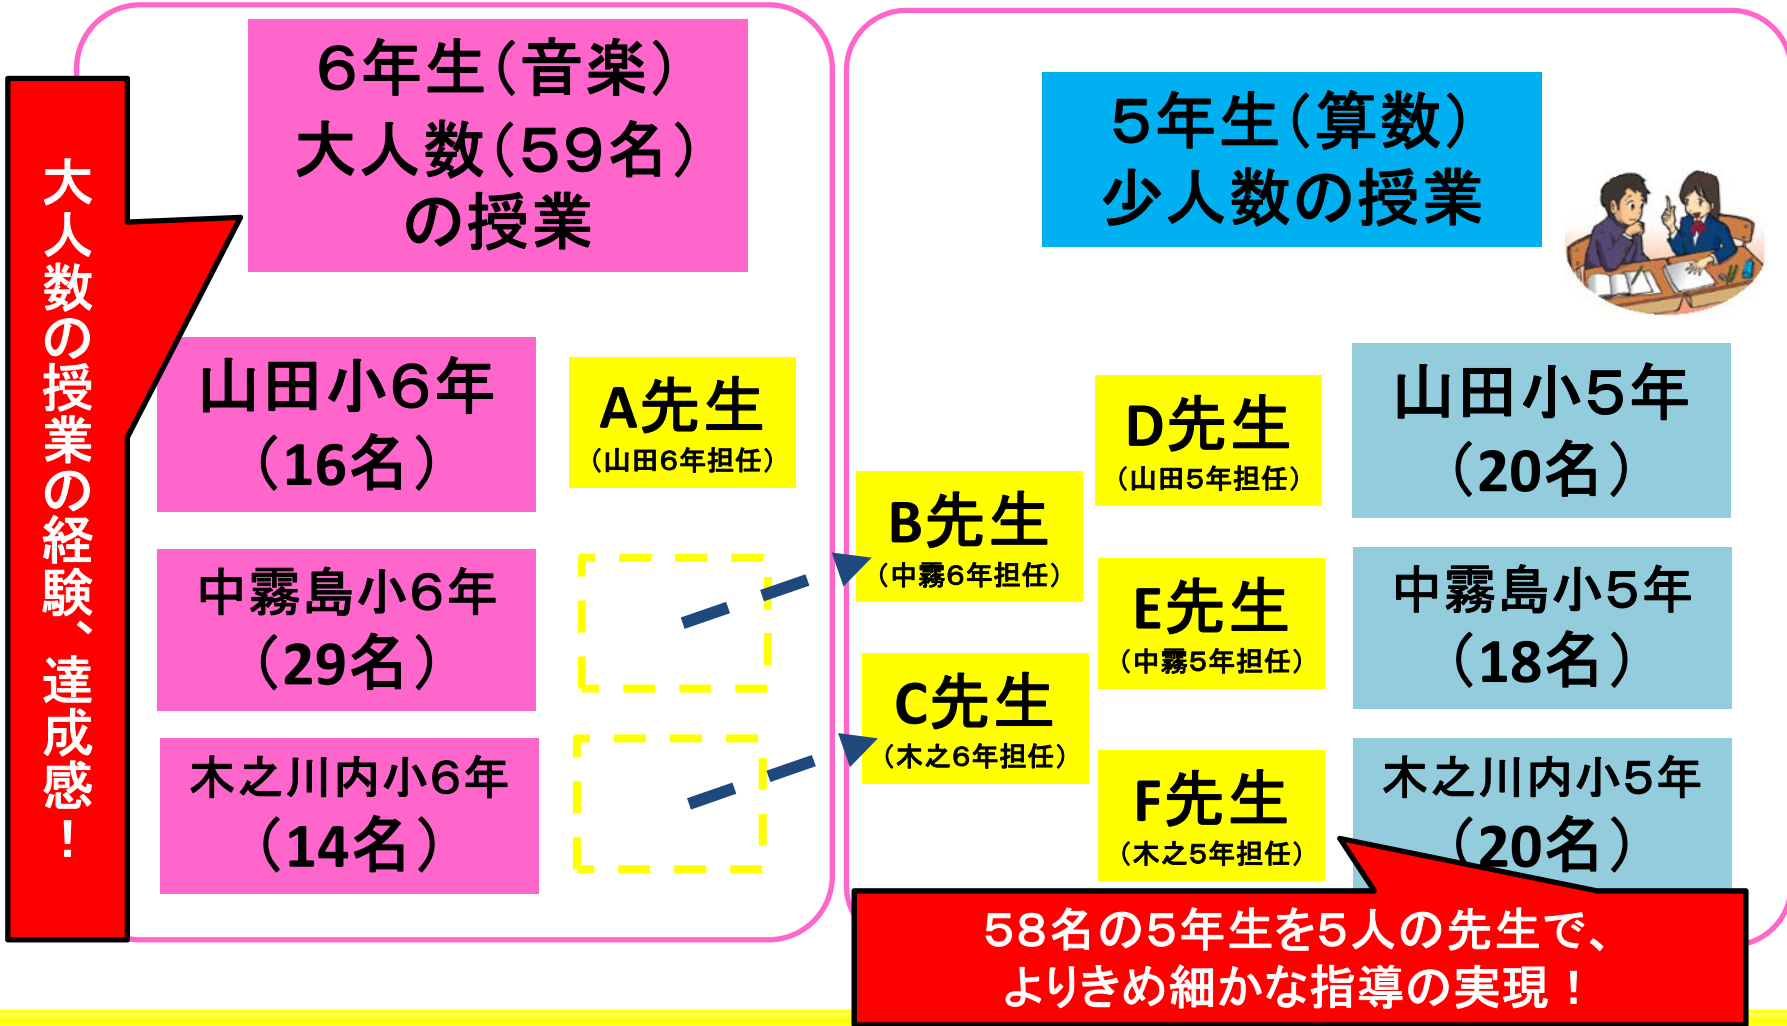 大人数の授業の経験、達成感！
６年生（音楽）
大人数（５９名）
の授業
山田小６年
（16名）
A先生
（山田６年担任）
中霧島小６年
（29名）
木之川内小６年
（14名）
５年生（算数）
少人数の授業
B先生
（中霧６年担任）
C先生
（木之６年担任）
D先生
（山田５年担任）
山田小５年
（20名）
E先生
（中霧５年担任）
中霧島小５年
（18名）
F先生
（木之５年担任）
木之川内小５年
（20名）
５８名の５年生を５人の先生で、
よりきめ細かな指導の実現！